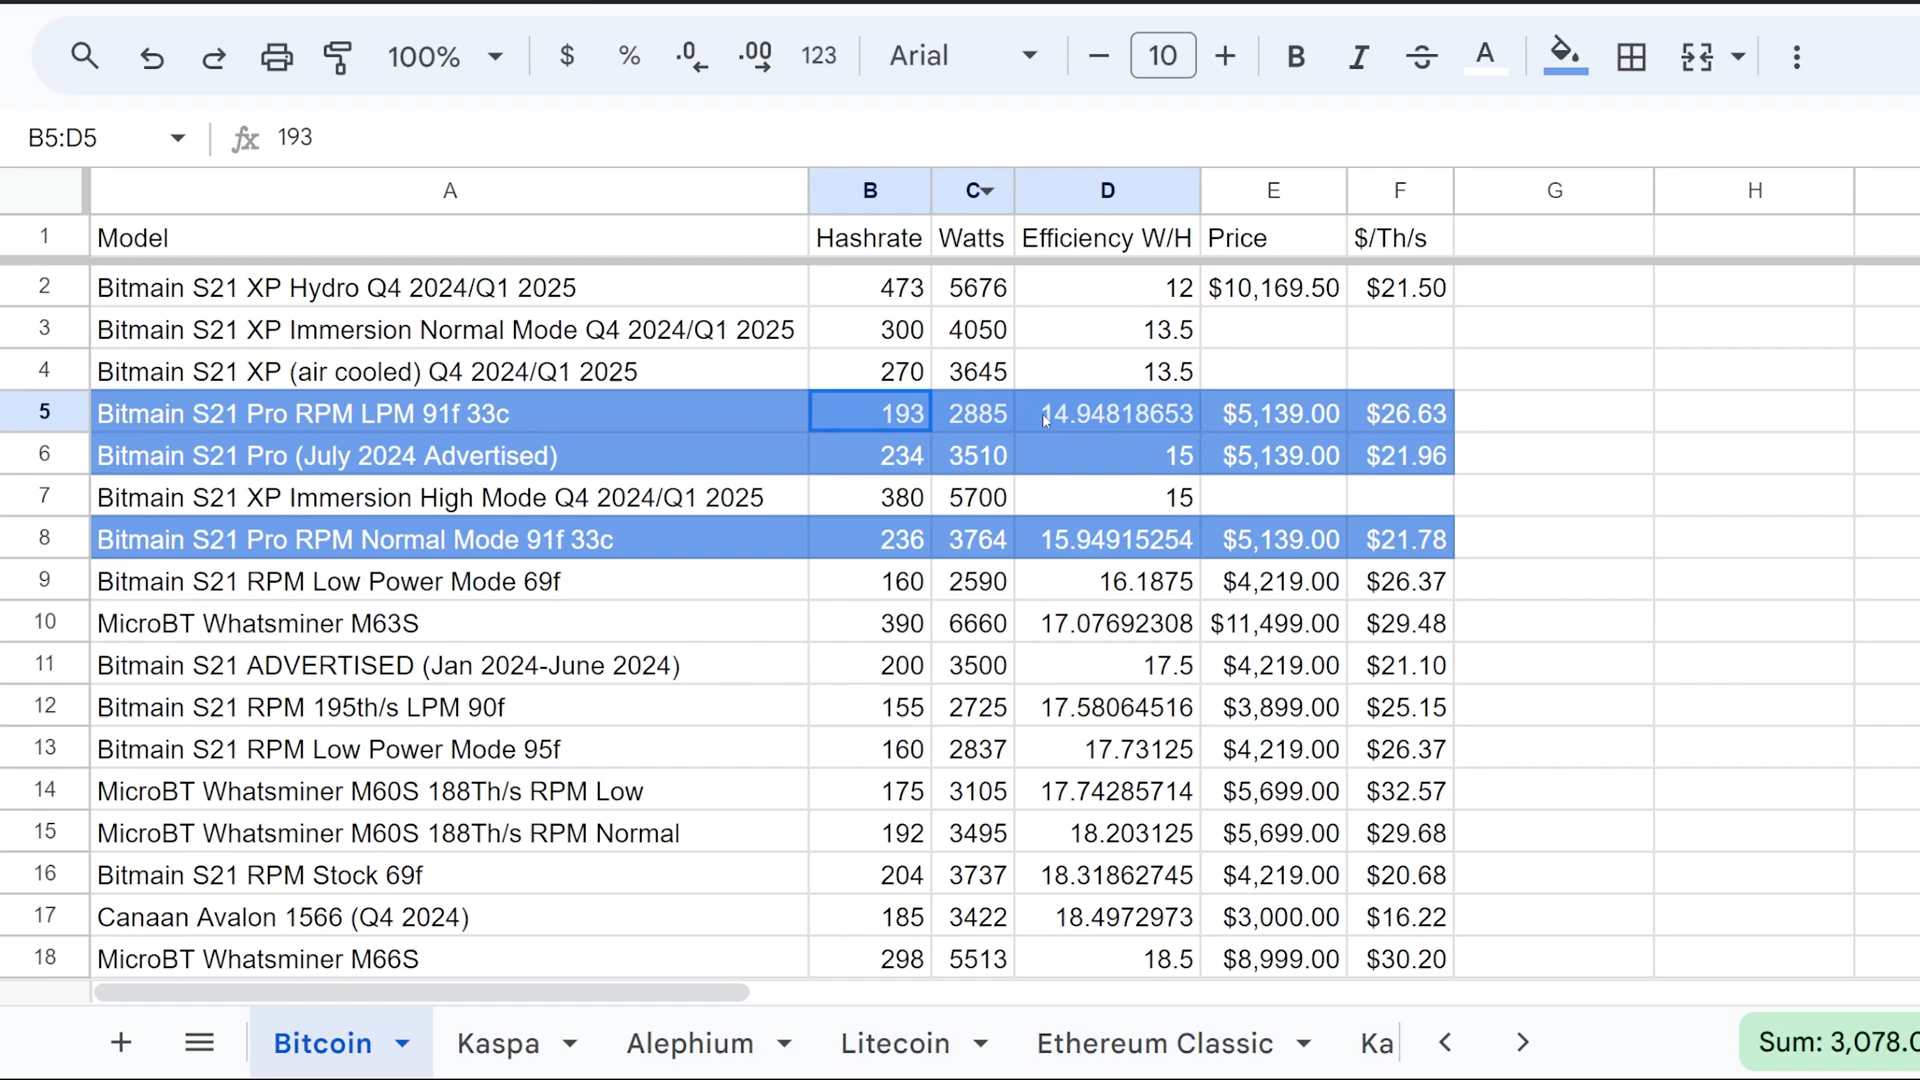 100% $ % .0 .00 123 Arial 10 B I A
B5:D5 fx 193
A B C D E F G H
1 Model Hashrate Watts Efficiency W/H Price $/Th/s
2 Bitmain S21 XP Hydro Q4 2024/Q1 2025 473 5676 12 $10,169.50 $21.50
3 Bitmain S21 XP Immersion Normal Mode Q4 2024/Q1 2025 300 4050 13.5
4 Bitmain S21 XP (air cooled) Q4 2024/Q1 2025 270 3645 13.5
5 Bitmain S21 Pro RPM LPM 91f 33c 193 2885 14.94818653 $5,139.00 $26.63
6 Bitmain S21 Pro (July 2024 Advertised) 234 3510 15 $5,139.00 $21.96
7 Bitmain S21 XP Immersion High Mode Q4 2024/Q1 2025 380 5700 15
8 Bitmain S21 Pro RPM Normal Mode 91f 33c 236 3764 15.94915254 $5,139.00 $21.78
9 Bitmain S21 RPM Low Power Mode 69f 160 2590 16.1875 $4,219.00 $26.37
10 MicroBT Whatsminer M63S 390 6660 17.07692308 $11,499.00 $29.48
11 Bitmain S21 ADVERTISED (Jan 2024-June 2024) 200 3500 17.5 $4,219.00 $21.10
12 Bitmain S21 RPM 195th/s LPM 90f 155 2725 17.58064516 $3,899.00 $25.15
13 Bitmain S21 RPM Low Power Mode 95f 160 2837 17.73125 $4,219.00 $26.37
14 MicroBT Whatsminer M60S 188Th/s RPM Low 175 3105 17.74285714 $5,699.00 $32.57
15 MicroBT Whatsminer M60S 188Th/s RPM Normal 192 3495 18.203125 $5,699.00 $29.68
16 Bitmain S21 RPM Stock 69f 204 3737 18.31862745 $4,219.00 $20.68
17 Canaan Avalon 1566 (Q4 2024) 185 3422 18.4972973 $3,000.00 $16.22
18 MicroBT Whatsminer M66S 298 5513 18.5 $8,999.00 $30.20
Bitcoin Kaspa Alephium Litecoin Ethereum Classic Ka Sum: 3,078.0